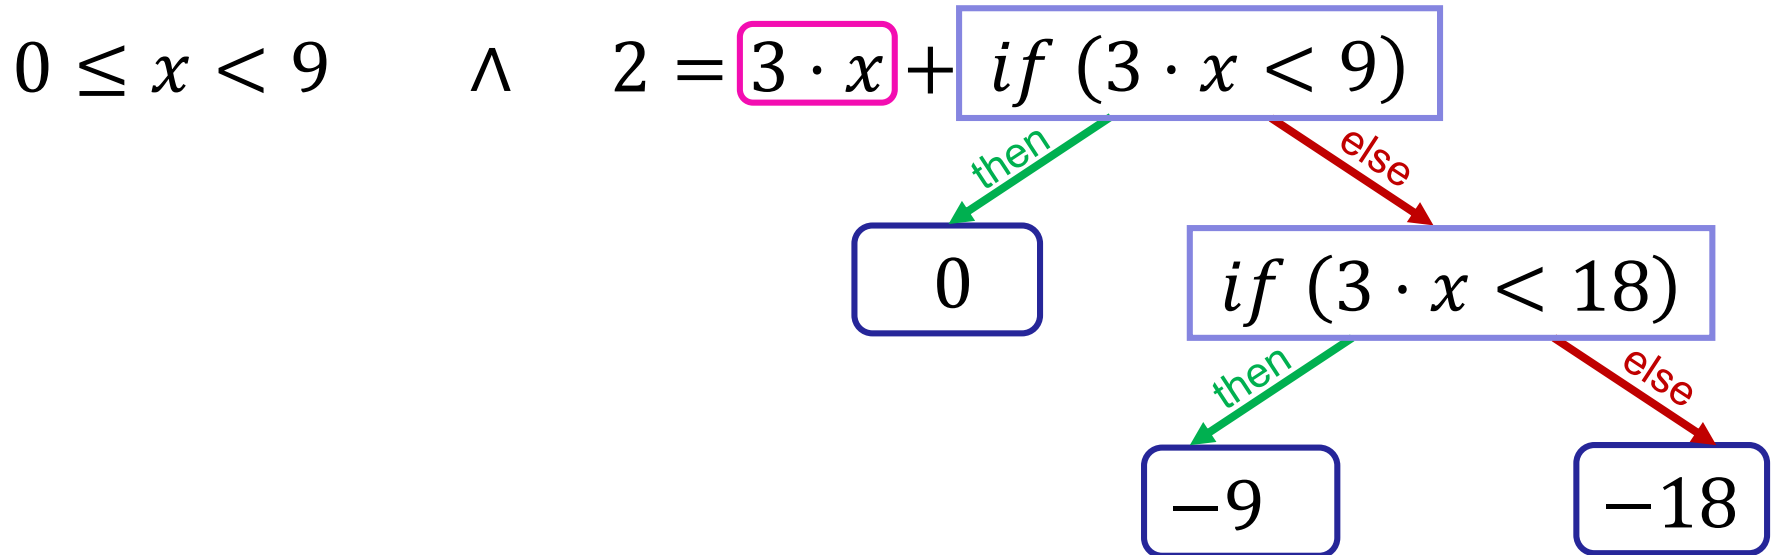 0 ≤ x < 9 ∧ 2 = 3 · x + if (3 · x < 9)
then else
0 if (3 · x < 18)
then else
−9 −18